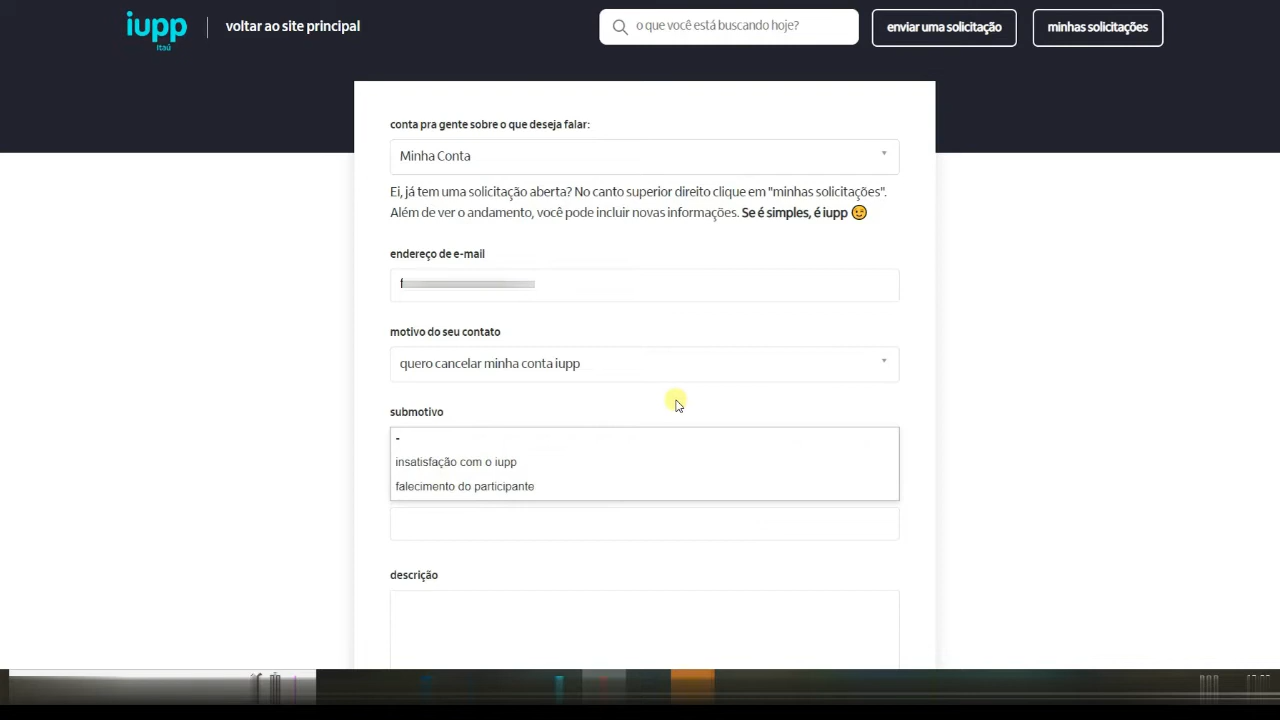 iupp
Itaú
voltar ao site principal
o que você está buscando hoje?
enviar uma solicitação
minhas solicitações
conta pra gente sobre o que deseja falar:
Minha Conta
Ei, já tem uma solicitação aberta? No canto superior direito clique em "minhas solicitações".
Além de ver o andamento, você pode incluir novas informações. Se é simples, é iupp 😉
endereço de e-mail
f
motivo do seu contato
quero cancelar minha conta iupp
submotivo
-
insatisfação com o iupp
falecimento do participante
descrição